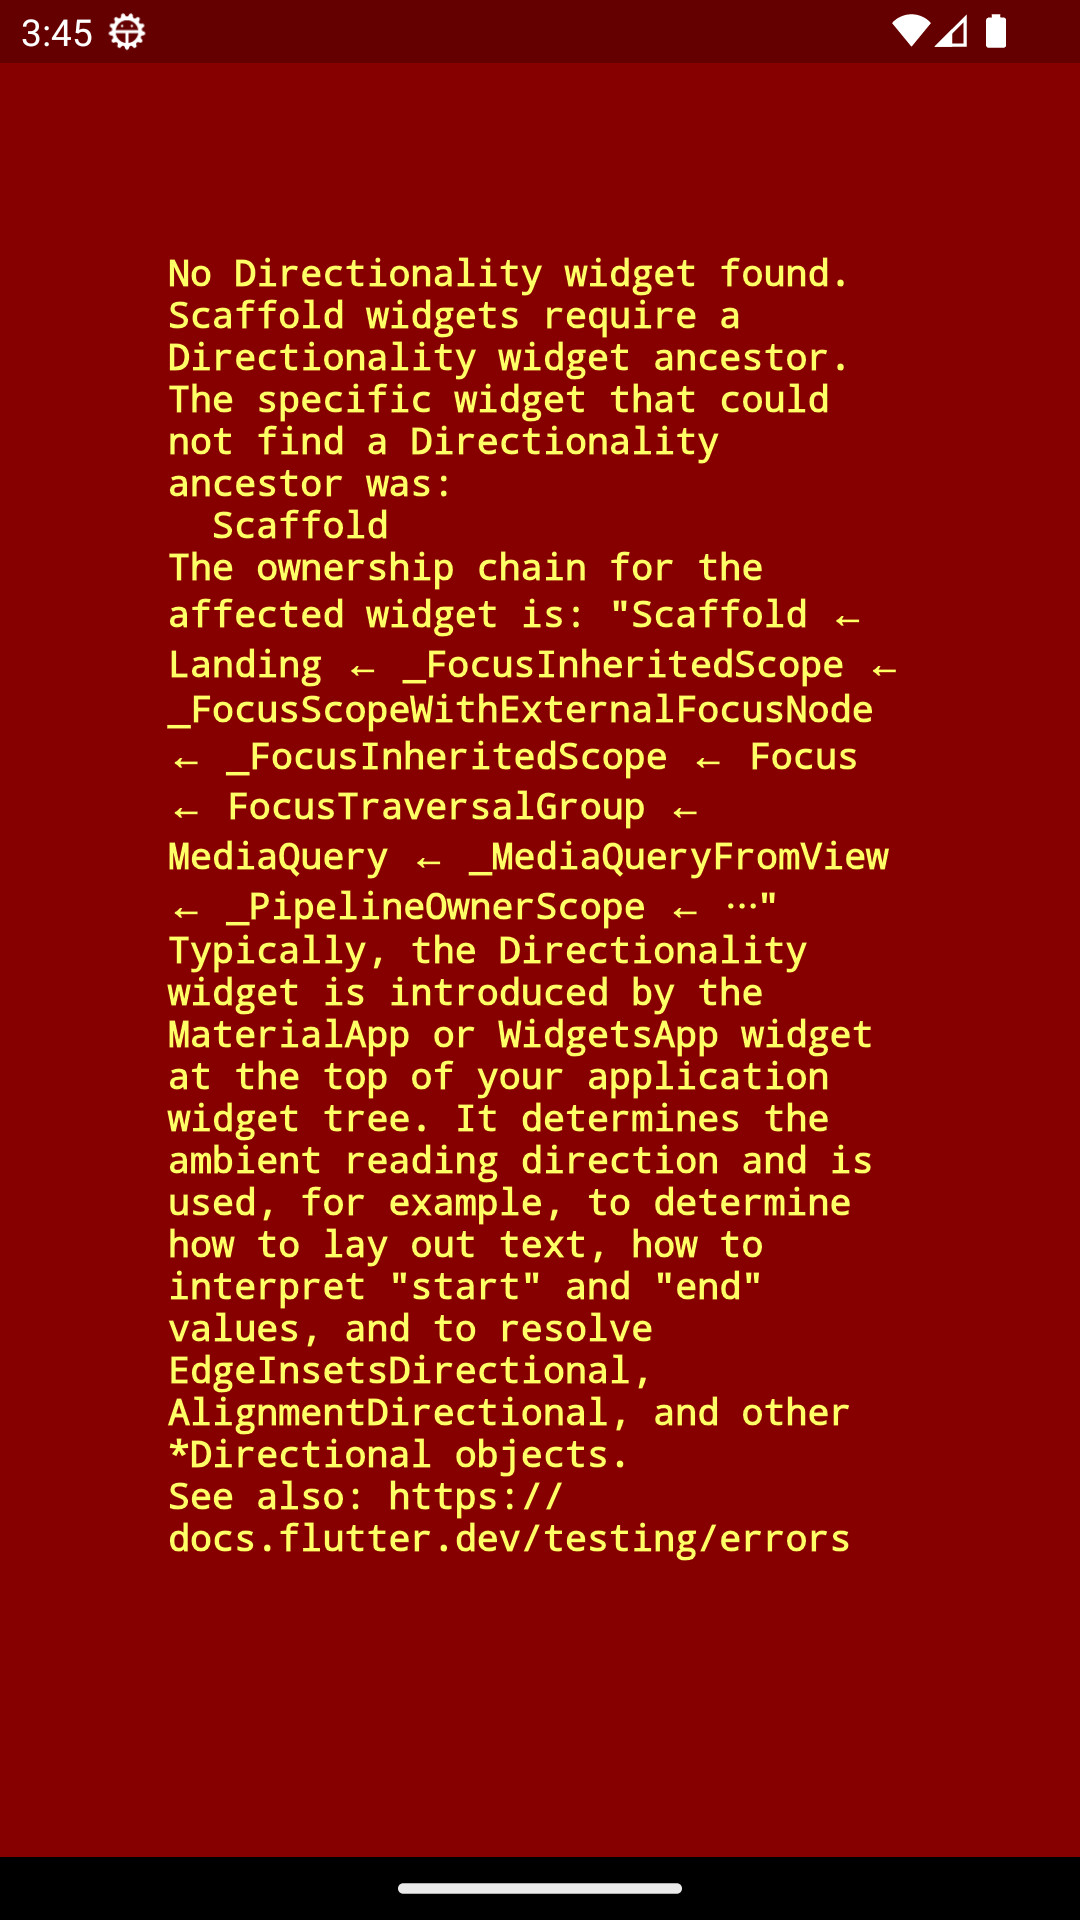 3:45
No Directionality widget found.
Scaffold widgets require a
Directionality widget ancestor.
The specific widget that could
not find a Directionality
ancestor was:
  Scaffold
The ownership chain for the
affected widget is: "Scaffold ←
Landing ← _FocusInheritedScope ←
_FocusScopeWithExternalFocusNode
← _FocusInheritedScope ← Focus
← FocusTraversalGroup ←
MediaQuery ← _MediaQueryFromView
← _PipelineOwnerScope ← ⋯"
Typically, the Directionality
widget is introduced by the
MaterialApp or WidgetsApp widget
at the top of your application
widget tree. It determines the
ambient reading direction and is
used, for example, to determine
how to lay out text, how to
interpret "start" and "end"
values, and to resolve
EdgeInsetsDirectional,
AlignmentDirectional, and other
*Directional objects.
See also: https://
docs.flutter.dev/testing/errors